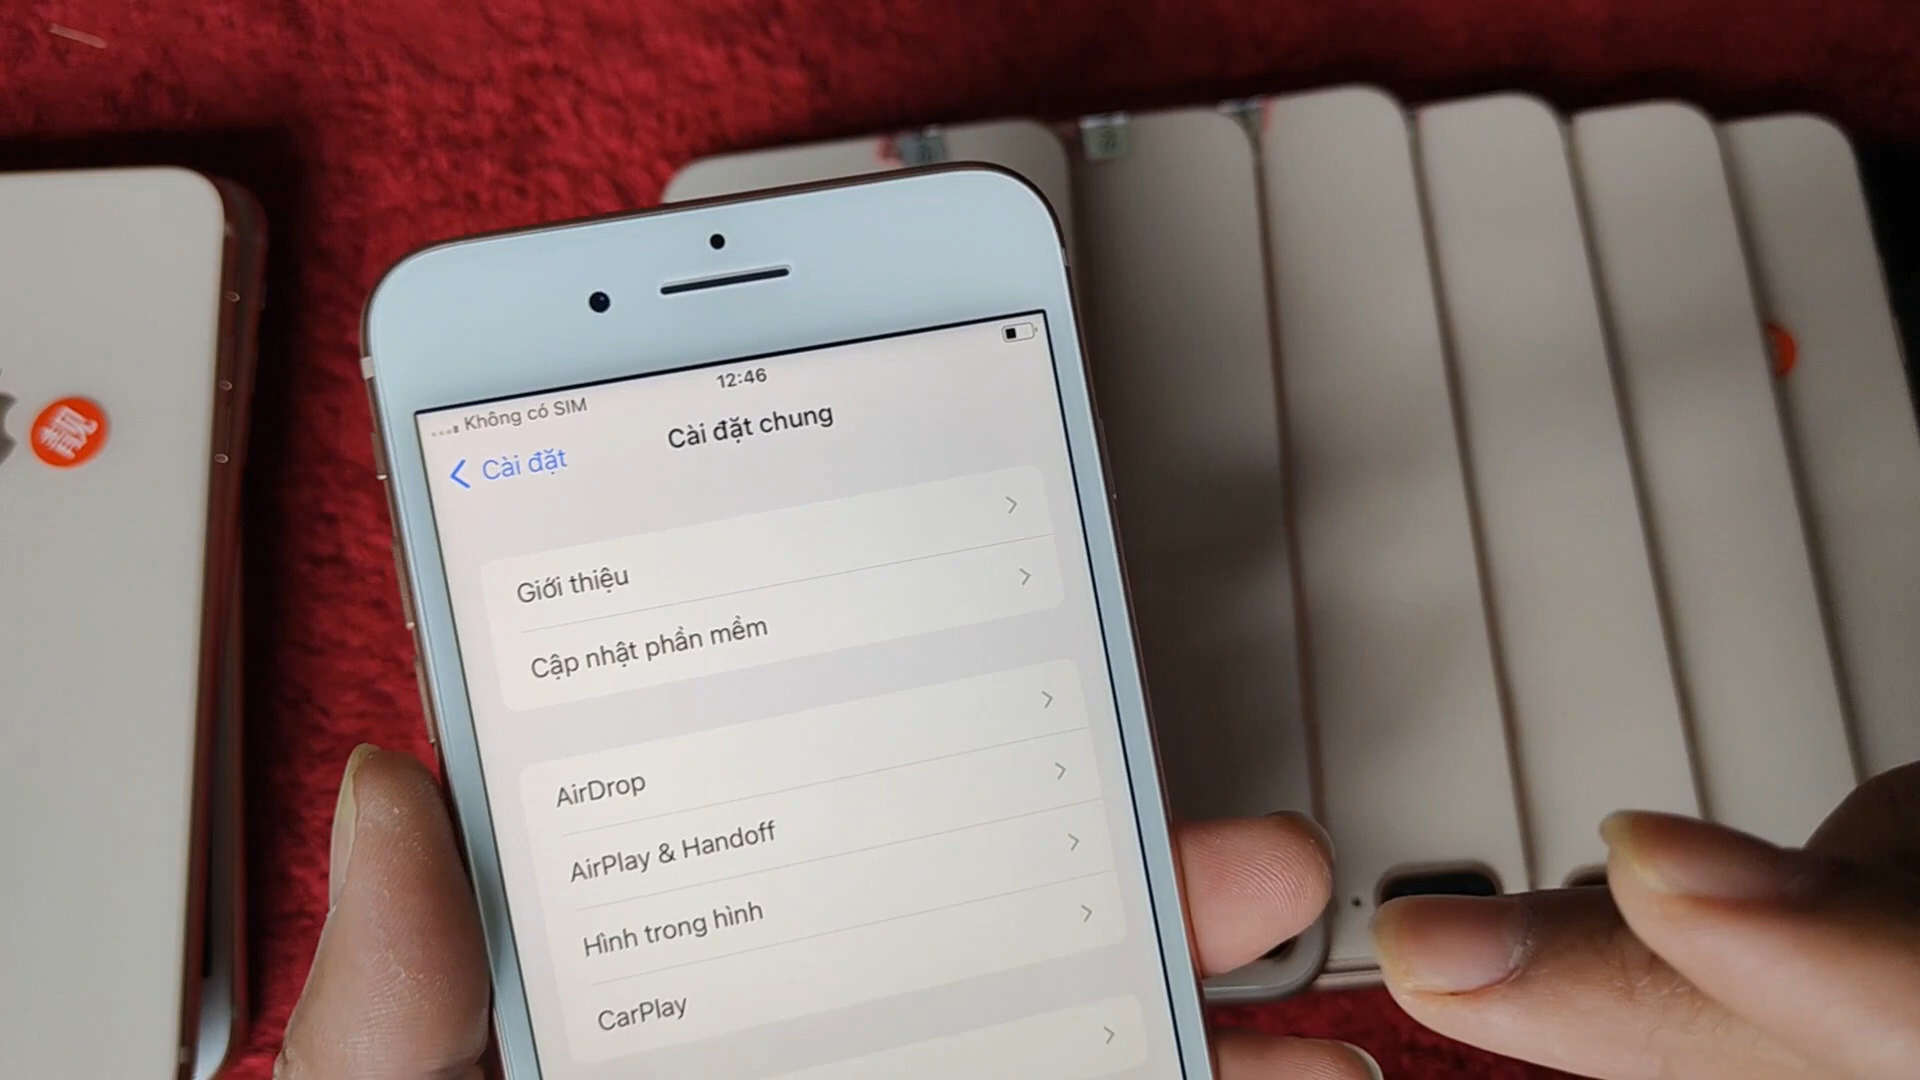 12:46
Không có SIM
Cài đặt
Cài đặt chung
Giới thiệu
Cập nhật phần mềm
AirDrop
AirPlay & Handoff
Hình trong hình
CarPlay